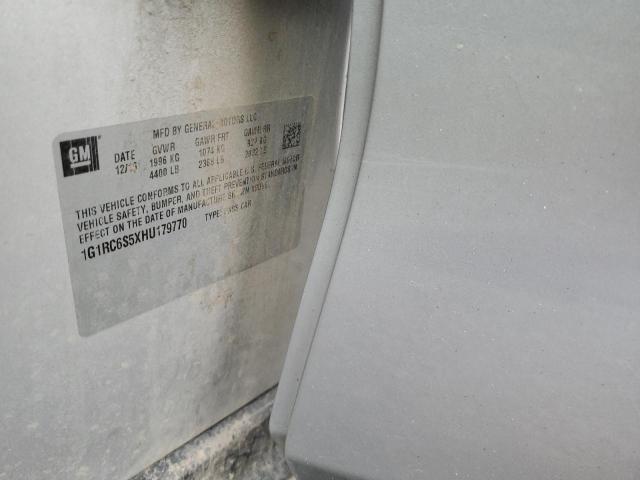 GM
MFD BY GENERAL MOTORS LLC
DATE GVWR GAWR FRT GAWR RR
1996 KG 1074 KG 922 KG
4400 LB 2368 LB
THIS VEHICLE CONFORMS TO ALL APPLICABLE U.S. FEDERAL MOTOR
VEHICLE SAFETY, BUMPER, AND THEFT PREVENTION STANDARDS IN
EFFECT ON THE DATE OF MANUFACTURE SHOWN ABOVE.
1G1RC6S5XHU179770 TYPE: PASS CAR